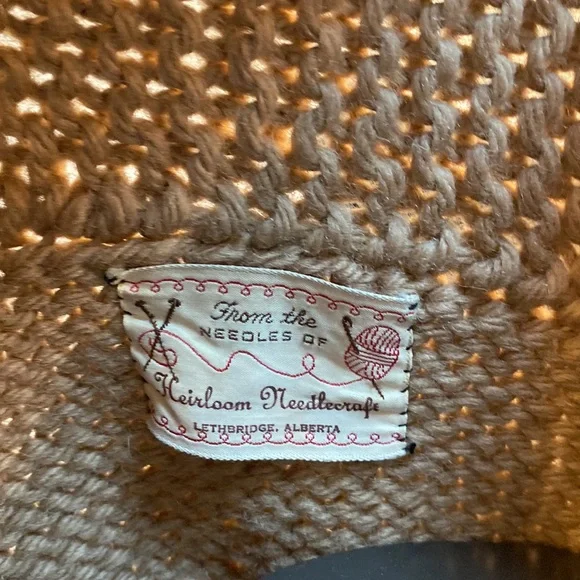 From the
NEEDLES OF
Heirloom Needlecraft
LETHBRIDGE, ALBERTA